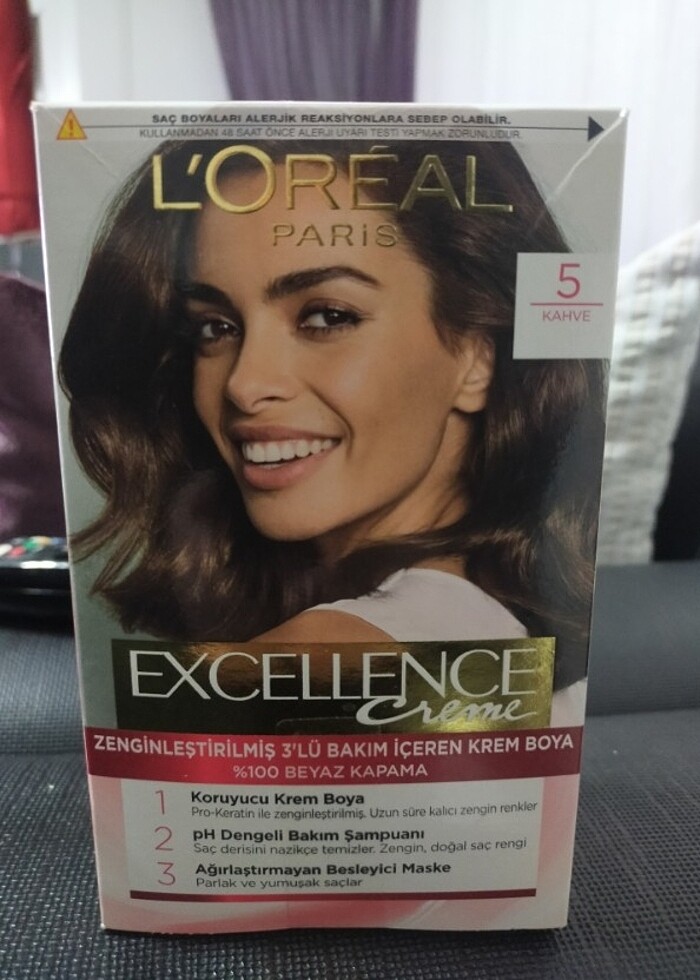 SAÇ BOYALARI ALERJİK REAKSİYONLARA SEBEP OLABİLİR.
KULLANMADAN 48 SAAT ÖNCE ALERJİ UYARI TESTİ YAPMAK ZORUNLUDUR.
L'ORÉAL
PARİS
5
KAHVE
EXCELLENCE
Creme
ZENGİNLEŞTİRİLMİŞ 3'LÜ BAKIM İÇEREN KREM BOYA
%100 BEYAZ KAPAMA
1 Koruyucu Krem Boya
Pro-Keratin ile zenginleştirilmiş. Uzun süre kalıcı zengin renkler
2 pH Dengeli Bakım Şampuanı
Saç derisini nazikçe temizler. Zengin, doğal saç rengi
3 Ağırlaştırmayan Besleyici Maske
Parlak ve yumuşak saçlar